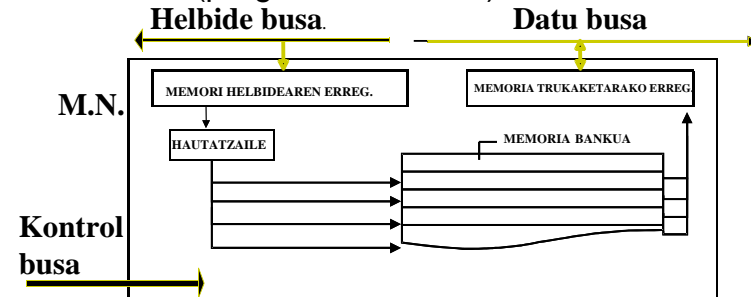 Helbide busa.
Datu busa
M.N.
MEMORI HELBIDEAREN ERREG.
MEMORIA TRUKAKETARAKO ERREG.
HAUTATZAILE
MEMORIA BANKUA
Kontrol
busa